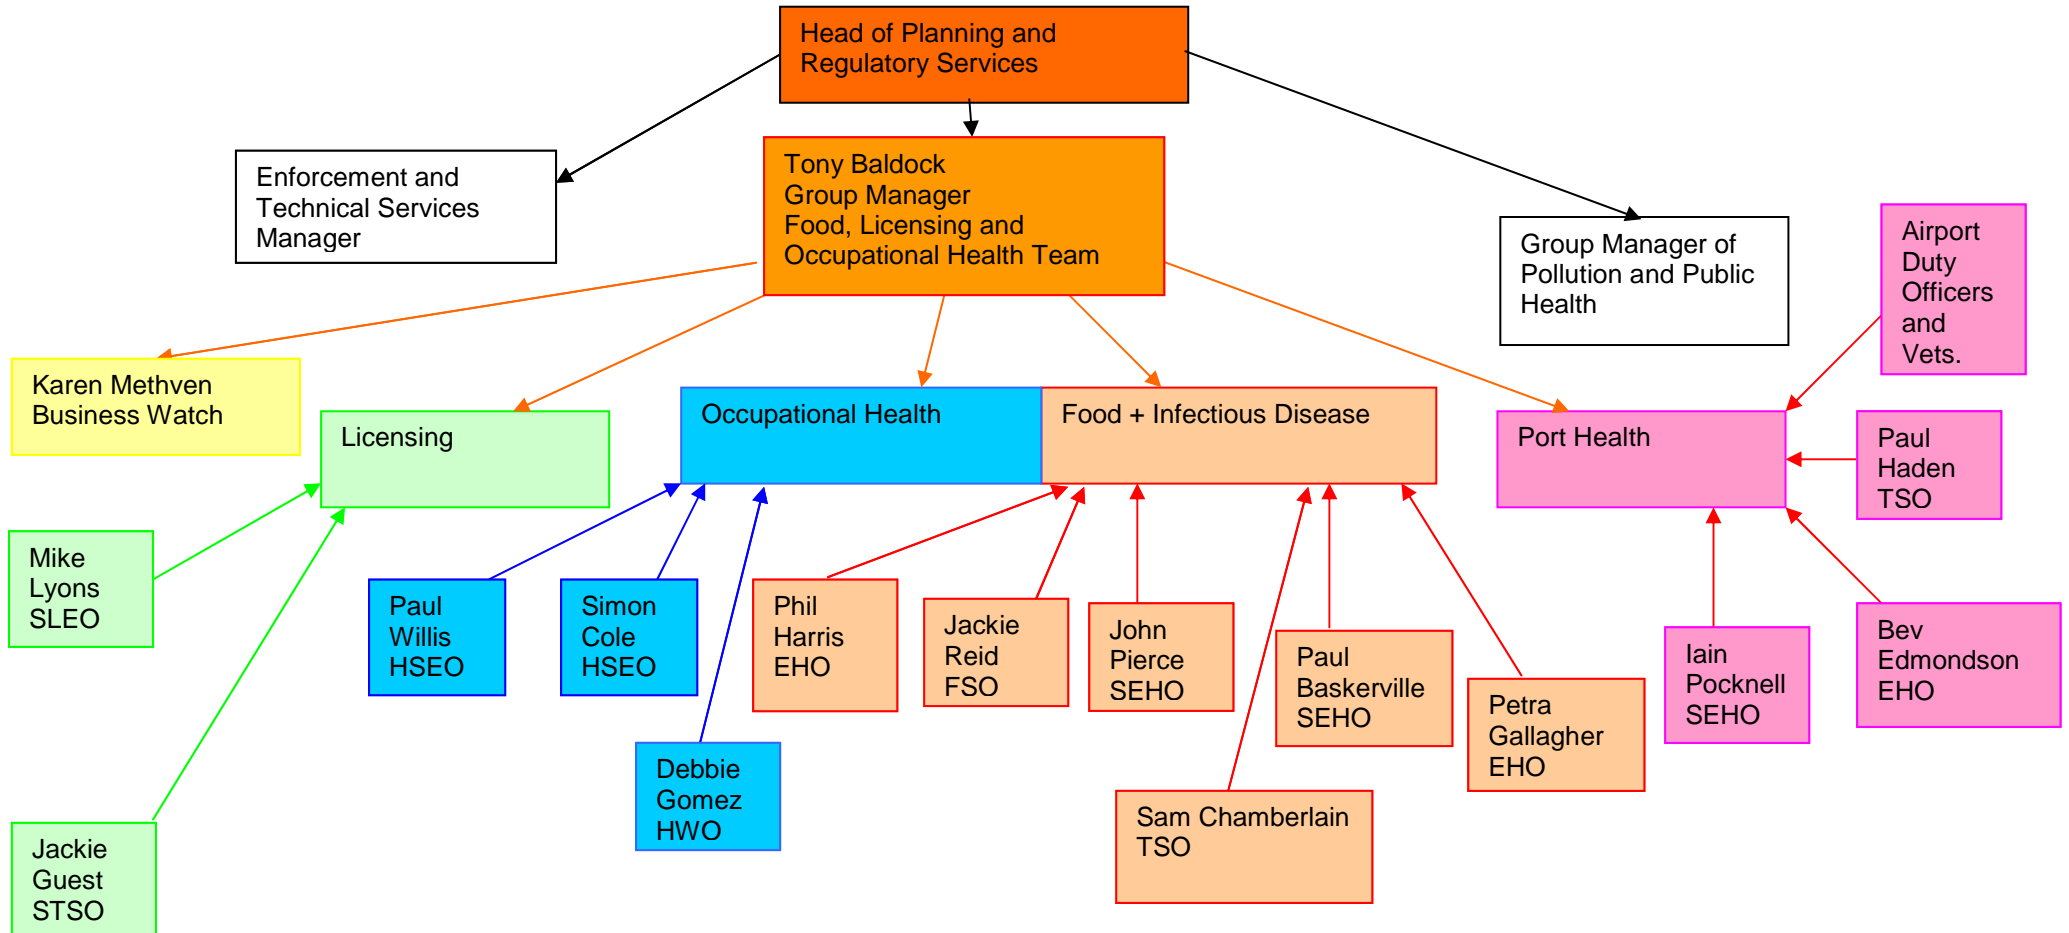 Head of Planning and
Regulatory Services
Enforcement and
Technical Services
Manager
Tony Baldock
Group Manager
Food, Licensing and
Occupational Health Team
Group Manager of
Pollution and Public
Health
Airport
Duty
Officers
and
Vets.
Karen Methven
Business Watch
Licensing
Occupational Health
Food + Infectious Disease
Port Health
Paul
Haden
TSO
Mike
Lyons
SLEO
Paul
Willis
HSEO
Simon
Cole
HSEO
Phil
Harris
EHO
Jackie
Reid
FSO
John
Pierce
SEHO
Paul
Baskerville
SEHO
Petra
Gallagher
EHO
Iain
Pocknell
SEHO
Bev
Edmondson
EHO
Debbie
Gomez
HWO
Sam Chamberlain
TSO
Jackie
Guest
STSO